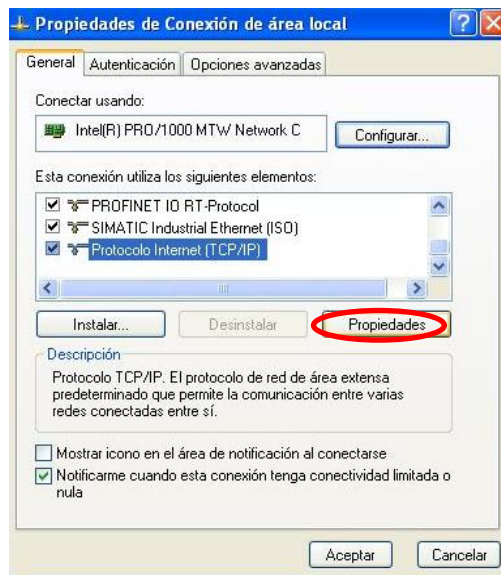 Propiedades de Conexión de área local
General Autenticación Opciones avanzadas
Conectar usando:
Intel(R) PRO/1000 MTW Network C Configurar...
Esta conexión utiliza los siguientes elementos:
PROFINET IO RT-Protocol
SIMATIC Industrial Ethernet (ISO)
Protocolo Internet (TCP/IP)
Instalar... Desinstalar Propiedades
Descripción
Protocolo TCP/IP. El protocolo de red de área extensa
predeterminado que permite la comunicación entre varias
redes conectadas entre sí.
Mostrar icono en el área de notificación al conectarse
Notificarme cuando esta conexión tenga conectividad limitada o
nula
Aceptar Cancelar